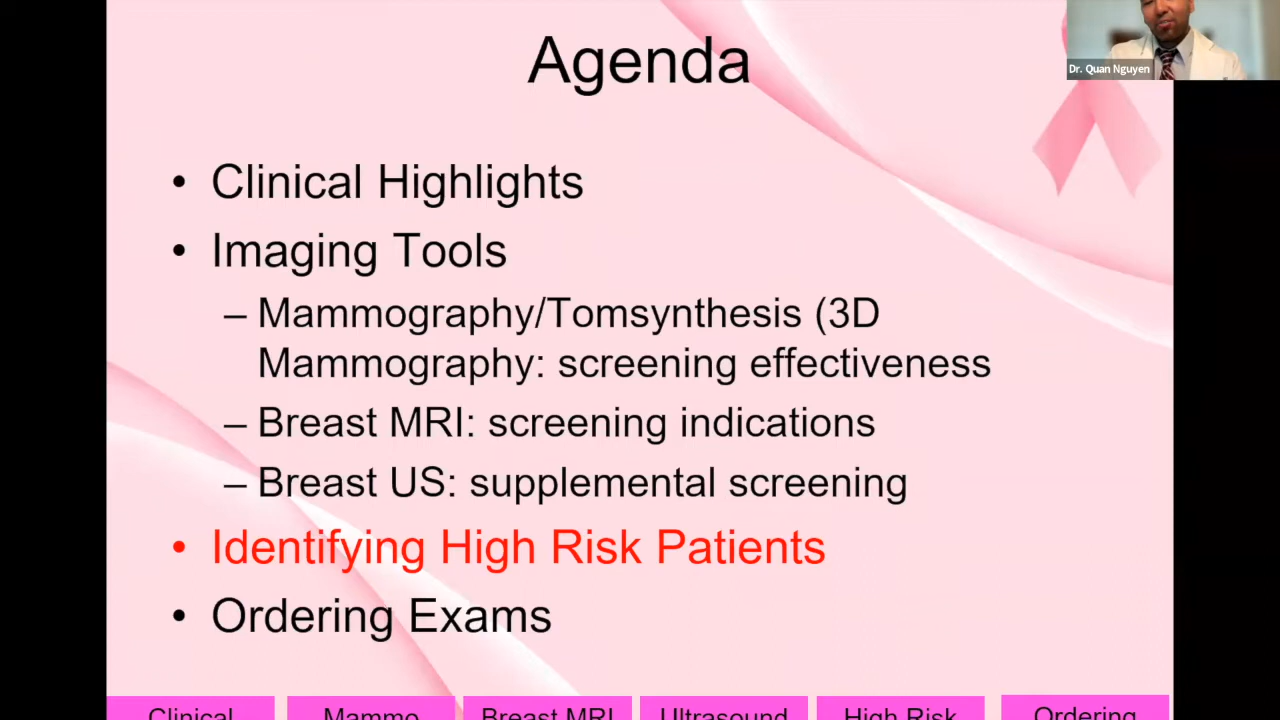 Agenda
Dr. Quan Nguyen
• Clinical Highlights
• Imaging Tools
– Mammography/Tomsynthesis (3D
Mammography: screening effectiveness
– Breast MRI: screening indications
– Breast US: supplemental screening
• Identifying High Risk Patients
• Ordering Exams
Clinical Mammo Breast MRI Ultrasound High Risk Ordering